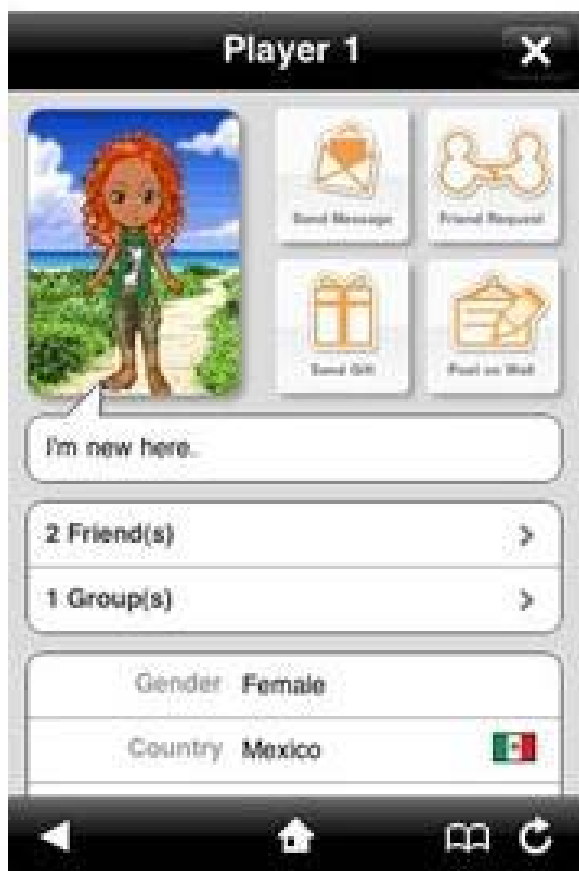 Player 1
Send Message
Friend Request
Send Gift
Post on Wall
I'm new here.
2 Friend(s)
1 Group(s)
Gender Female
Country Mexico